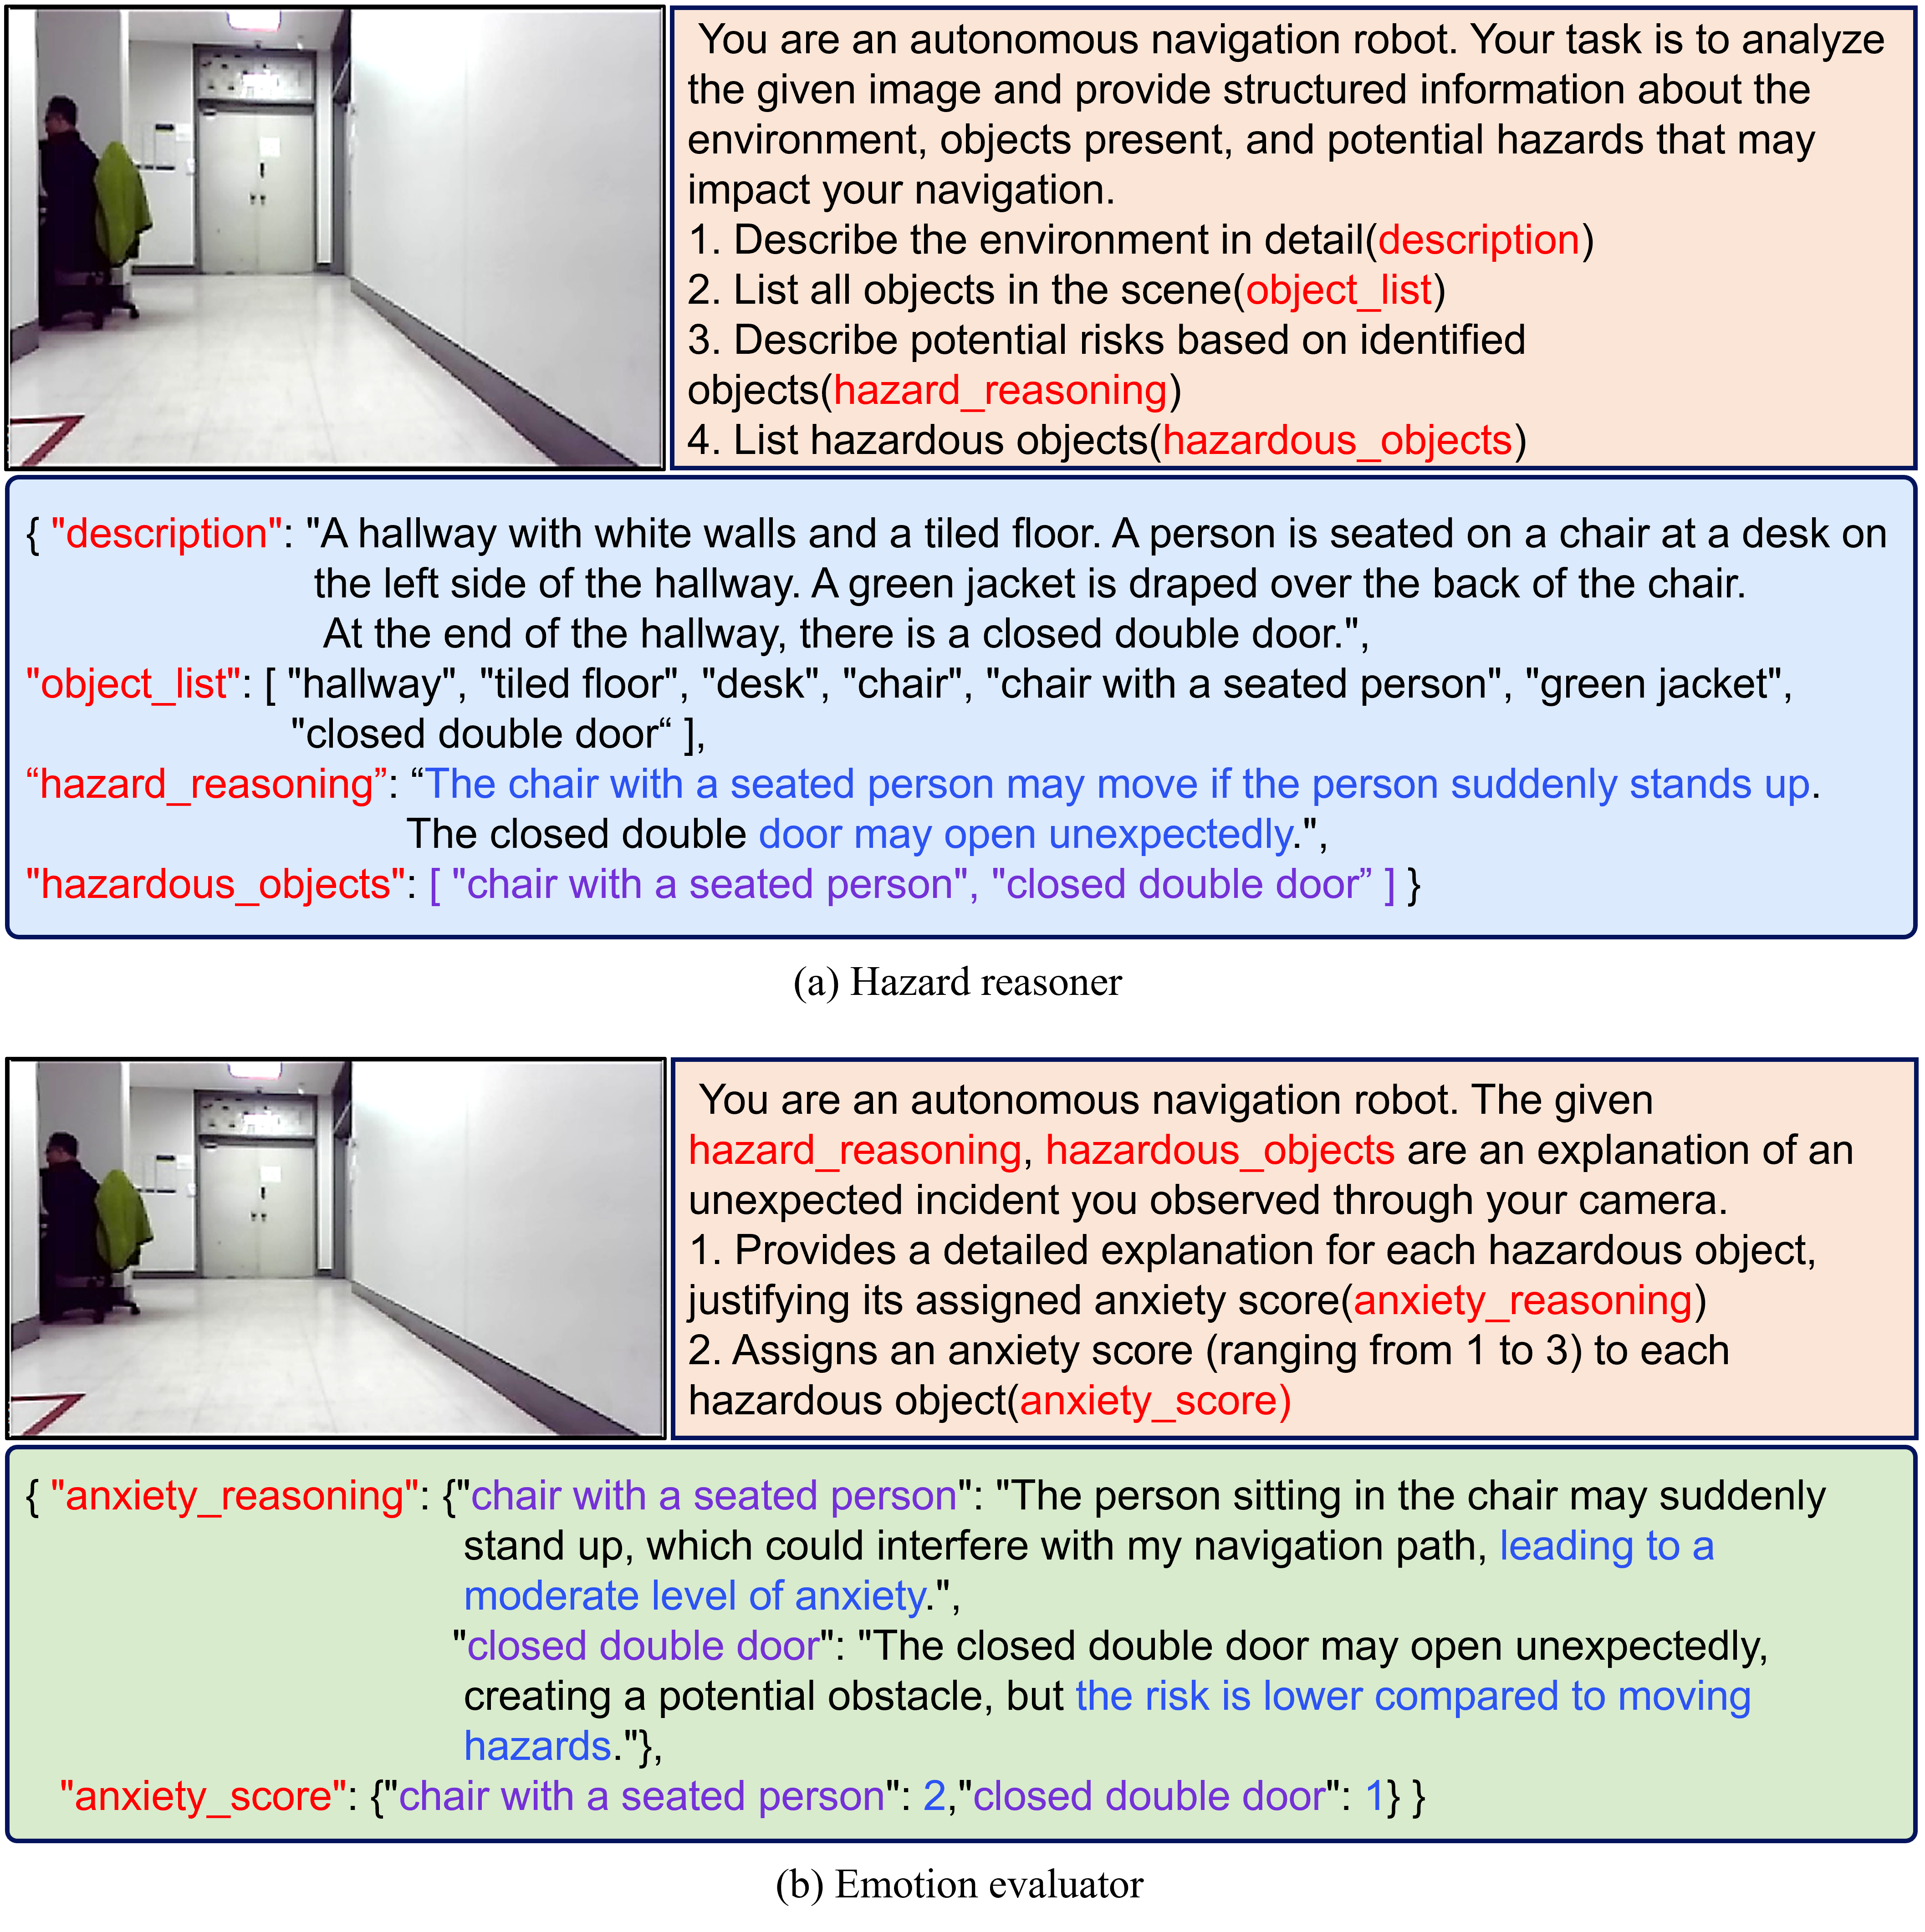 You are an autonomous navigation robot. Your task is to analyze
the given image and provide structured information about the
environment, objects present, and potential hazards that may
impact your navigation.
1. Describe the environment in detail(description)
2. List all objects in the scene(object_list)
3. Describe potential risks based on identified
objects(hazard_reasoning)
4. List hazardous objects(hazardous_objects)
{ "description": "A hallway with white walls and a tiled floor. A person is seated on a chair at a desk on
the left side of the hallway. A green jacket is draped over the back of the chair.
At the end of the hallway, there is a closed double door.",
"object_list": [ "hallway", "tiled floor", "desk", "chair", "chair with a seated person", "green jacket",
"closed double door“ ],
“hazard_reasoning”: “The chair with a seated person may move if the person suddenly stands up.
The closed double door may open unexpectedly.",
"hazardous_objects": [ "chair with a seated person", "closed double door” ] }
(a) Hazard reasoner
You are an autonomous navigation robot. The given
hazard_reasoning, hazardous_objects are an explanation of an
unexpected incident you observed through your camera.
1. Provides a detailed explanation for each hazardous object,
justifying its assigned anxiety score(anxiety_reasoning)
2. Assigns an anxiety score (ranging from 1 to 3) to each
hazardous object(anxiety_score)
{ "anxiety_reasoning": {"chair with a seated person": "The person sitting in the chair may suddenly
stand up, which could interfere with my navigation path, leading to a
moderate level of anxiety.",
"closed double door": "The closed double door may open unexpectedly,
creating a potential obstacle, but the risk is lower compared to moving
hazards."},
"anxiety_score": {"chair with a seated person": 2,"closed double door": 1} }
(b) Emotion evaluator